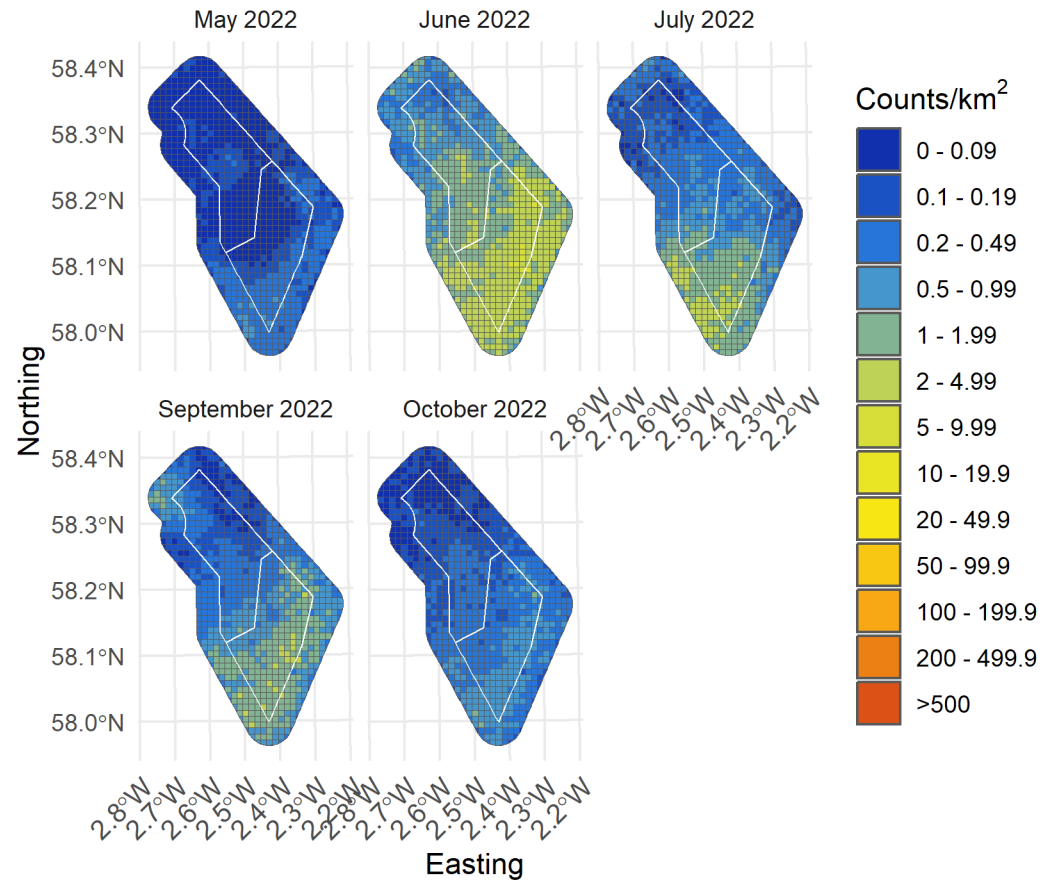 May 2022
June 2022
July 2022
58.4°N
58.3°N
58.2°N
58.1°N
58.0°N
2.8°W
2.7°W
2.6°W
2.5°W
2.4°W
2.3°W
2.2°W
Northing
September 2022
October 2022
58.4°N
58.3°N
58.2°N
58.1°N
58.0°N
2.8°W
2.7°W
2.6°W
2.5°W
2.4°W
2.3°W
2.2°W
2.8°W
2.7°W
2.6°W
2.5°W
2.4°W
2.3°W
2.2°W
Easting
Counts/km²
0 - 0.09
0.1 - 0.19
0.2 - 0.49
0.5 - 0.99
1 - 1.99
2 - 4.99
5 - 9.99
10 - 19.9
20 - 49.9
50 - 99.9
100 - 199.9
200 - 499.9
>500